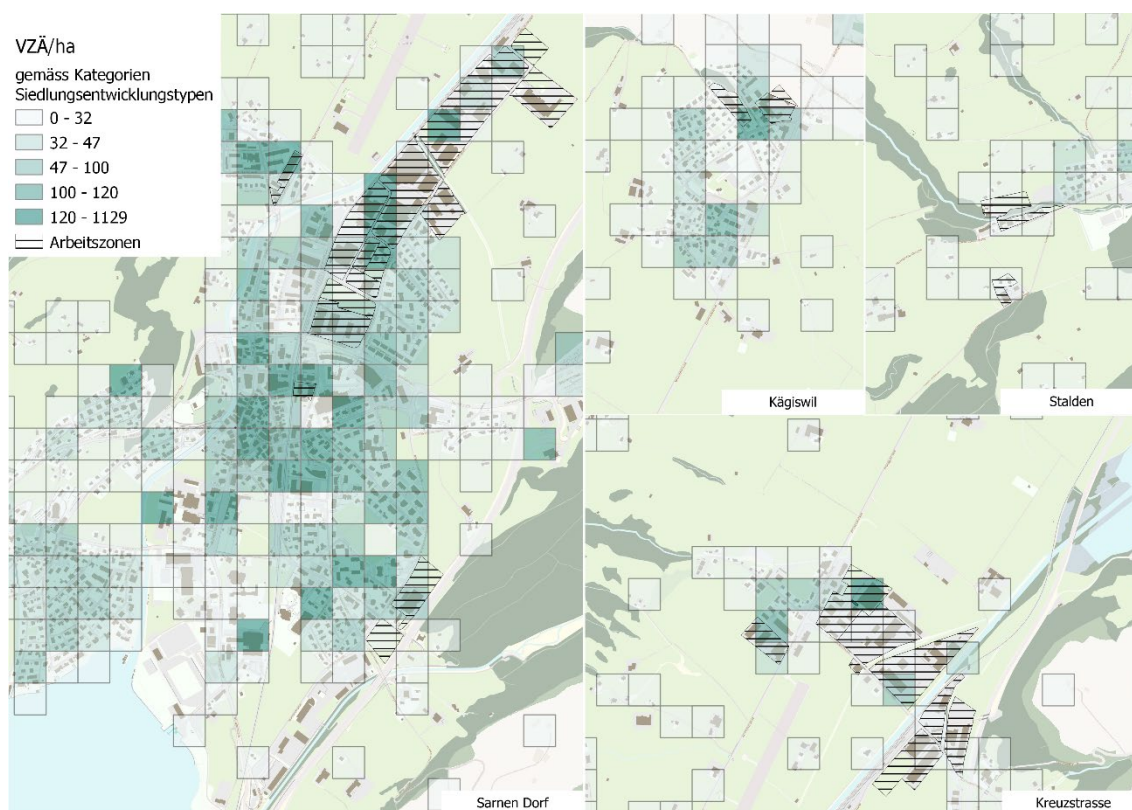 VZÄ/ha
gemäss Kategorien
Siedlungsentwicklungstypen
0 - 32
32 - 47
47 - 100
100 - 120
120 - 1129
Arbeitszonen
Kägiswil
Stalden
Sarnen Dorf
Kreuzstrasse